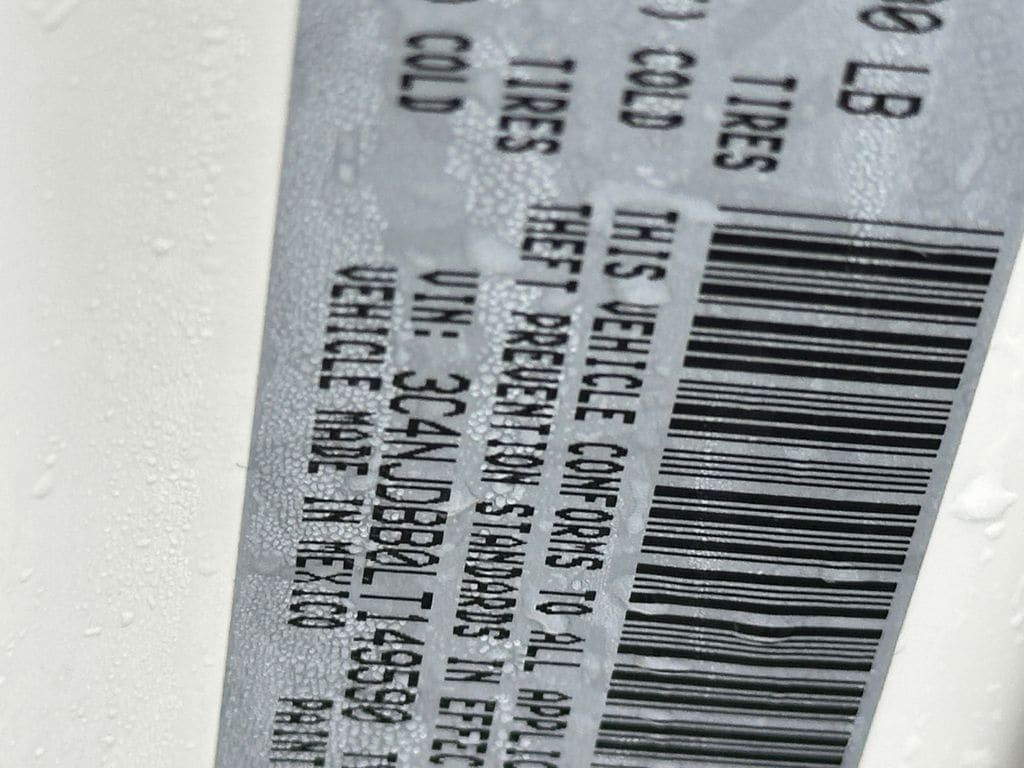 00 LB
TIRES
) COLD
TIRES
) COLD
THIS VEHICLE CONFORMS TO ALL APPLIC
THEFT PREVENTION STANDARDS IN EFFEC
VIN: 3C4NJDBB0LT149590
VEHICLE MADE IN MEXICO